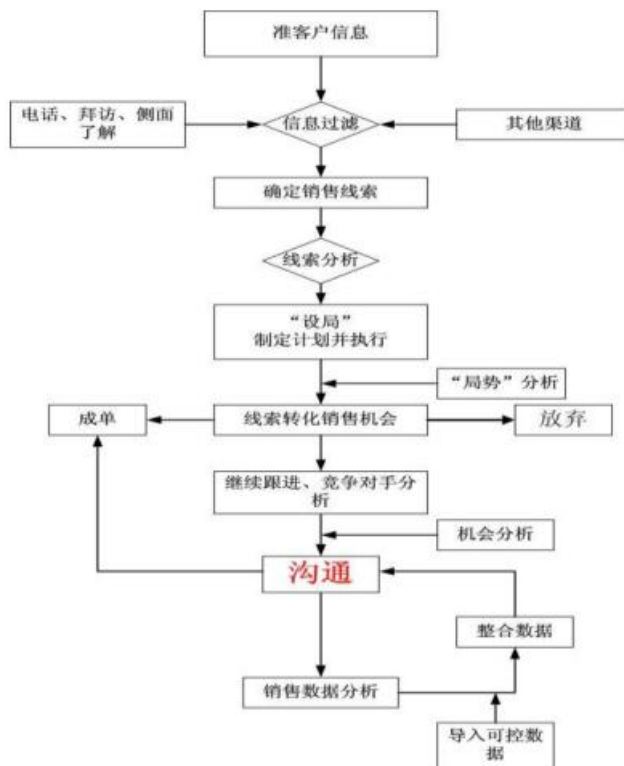 准客户信息
电话、拜访、侧面
了解
信息过滤
其他渠道
确定销售线索
线索分析
“设局”
制定计划并执行
“局势”分析
成单
线索转化销售机会
放弃
继续跟进、竞争对手分
析
机会分析
沟通
整合数据
销售数据分析
导入可控数
据